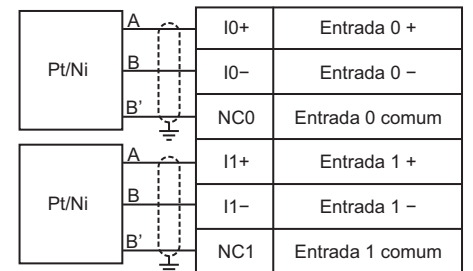 A I0+ Entrada 0 +
Pt/Ni B I0− Entrada 0 −
B’ NC0 Entrada 0 comum
A I1+ Entrada 1 +
Pt/Ni B I1− Entrada 1 −
B’ NC1 Entrada 1 comum